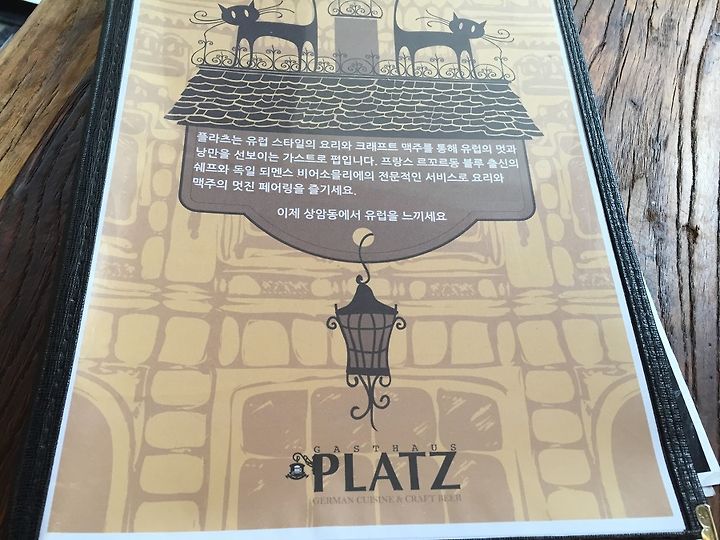 플라츠는 유럽 스타일의 요리와 크래프트 맥주를 통해 유럽의 멋과
낭만을 선보이는 가스트로 펍입니다. 프랑스 르꼬르동 블루 출신의
쉐프와 독일 되멘스 비어소믈리에의 전문적인 서비스로 요리와
맥주의 멋진 페어링을 즐기세요.
이제 상암동에서 유럽을 느끼세요
GASTHAUS
PLATZ
GERMAN CUISINE & CRAFT BEER